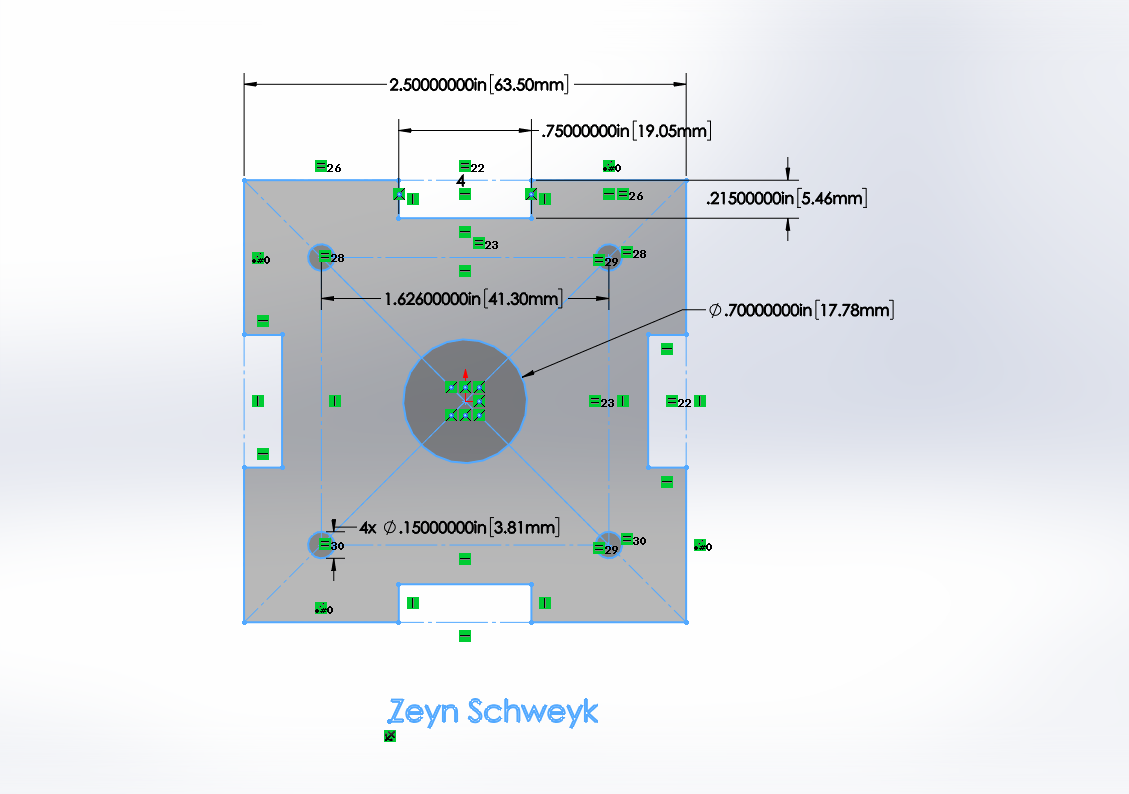 2.50000000in[63.50mm]
.75000000in[19.05mm]
26
22
#0
4
26
.21500000in[5.46mm]
23
#0
28
29
28
1.62600000in[41.30mm]
Ø.70000000in[17.78mm]
23
22
4x Ø.15000000in[3.81mm]
30
29
30
#0
#0
Zeyn Schweyk